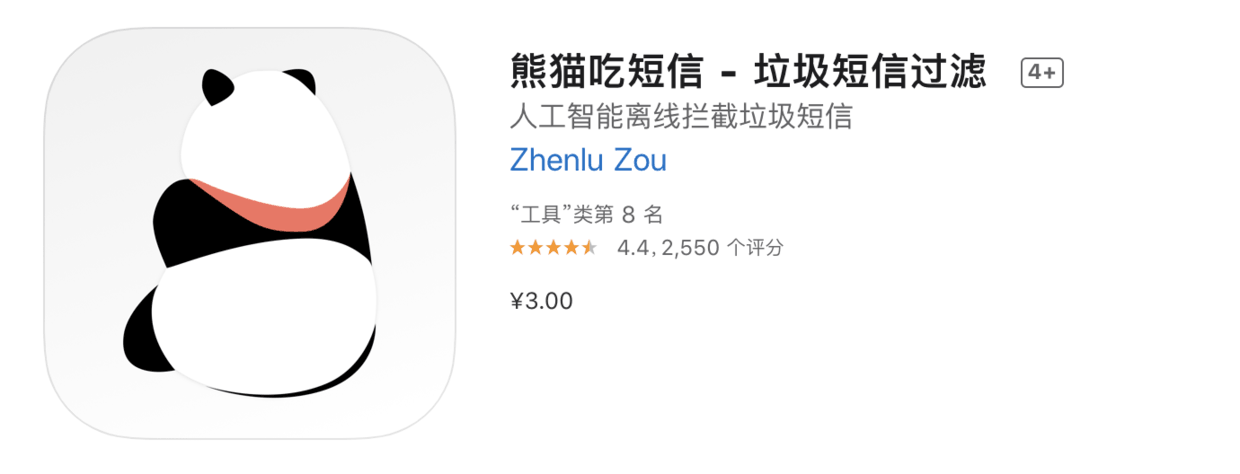 熊猫吃短信 - 垃圾短信过滤 4+
人工智能离线拦截垃圾短信
Zhenlu Zou
“工具”类第 8 名
4.4，2,550 个评分
¥3.00